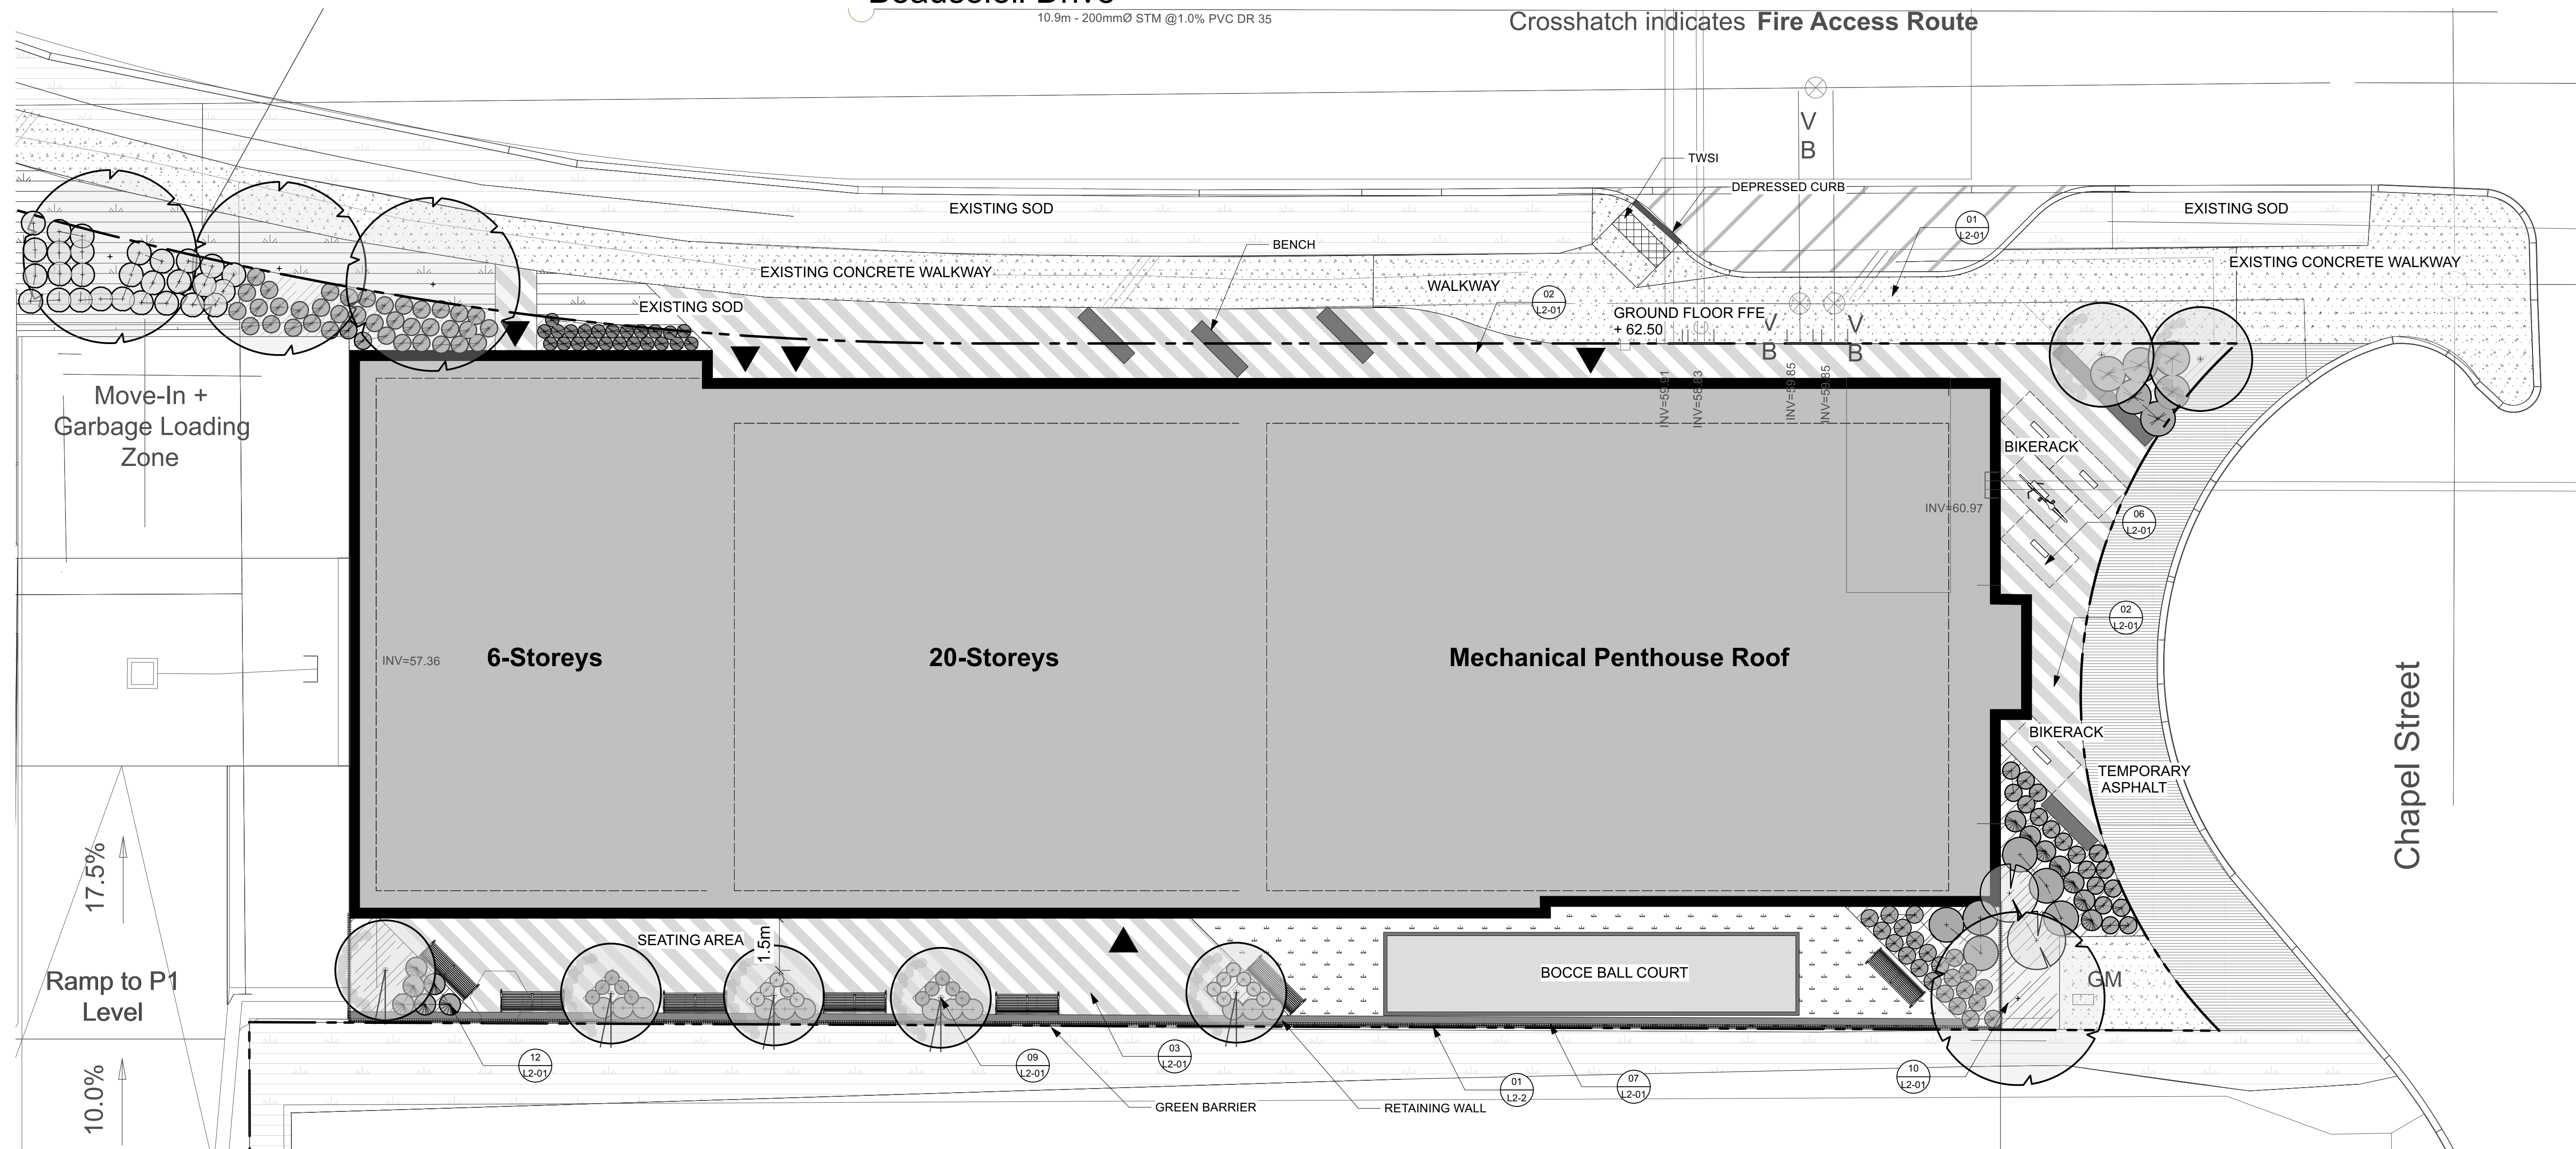 Beausoleil Drive
10.9m - 200mmØ STM @1.0% PVC DR 35
Crosshatch indicates Fire Access Route
V
B
TWSI
DEPRESSED CURB
EXISTING SOD
EXISTING SOD
01
L2-01
BENCH
EXISTING CONCRETE WALKWAY
EXISTING CONCRETE WALKWAY
WALKWAY
02
L2-01
EXISTING SOD
GROUND FLOOR FFE
+ 62.50
V
B
V
B
INV=59.91
INV=58.83
INV=59.85
INV=59.85
Move-In +
Garbage Loading
Zone
BIKERACK
INV=60.97
06
L2-01
02
L2-01
INV=57.36
6-Storeys
20-Storeys
Mechanical Penthouse Roof
BIKERACK
TEMPORARY
ASPHALT
Chapel Street
17.5%
SEATING AREA
1.5m
BOCCE BALL COURT
GM
Ramp to P1
Level
10.0%
12
L2-01
09
L2-01
03
L2-01
01
L2-2
07
L2-01
10
L2-01
GREEN BARRIER
RETAINING WALL